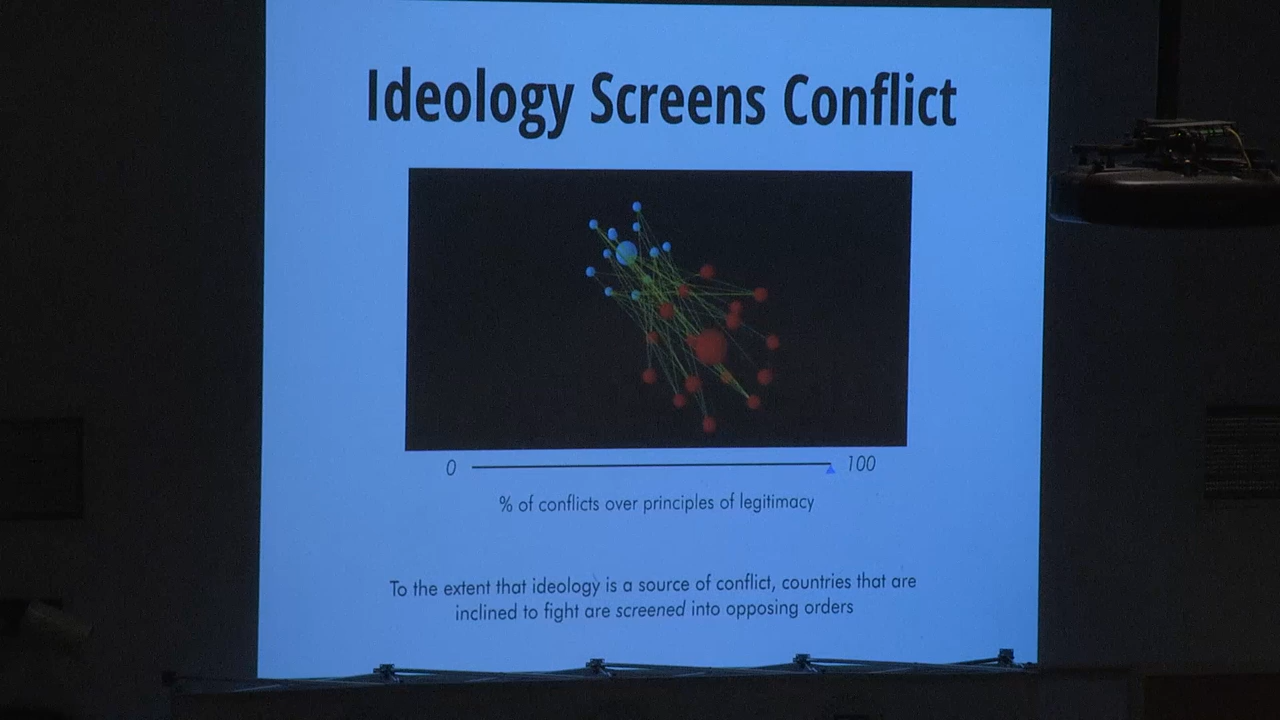 Ideology Screens Conflict
0
100
% of conflicts over principles of legitimacy
To the extent that ideology is a source of conflict, countries that are
inclined to fight are screened into opposing orders